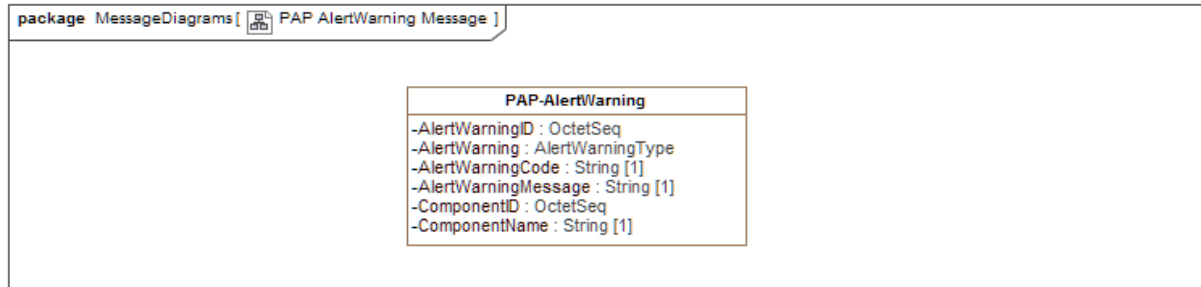 package MessageDiagrams [ PAP AlertWarning Message ]
PAP-AlertWarning
-AlertWarningID : OctetSeq
-AlertWarning : AlertWarningType
-AlertWarningCode : String [1]
-AlertWarningMessage : String [1]
-ComponentID : OctetSeq
-ComponentName : String [1]